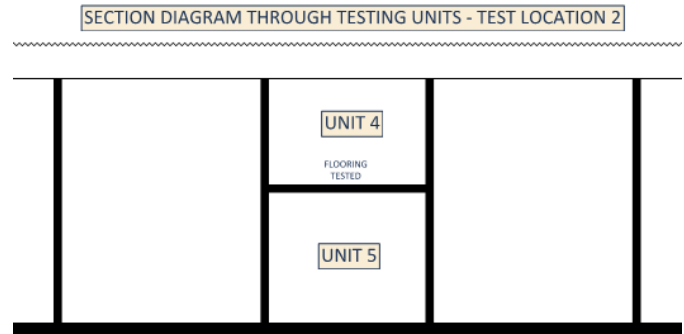 SECTION DIAGRAM THROUGH TESTING UNITS - TEST LOCATION 2
UNIT 4
FLOORING
TESTED
UNIT 5